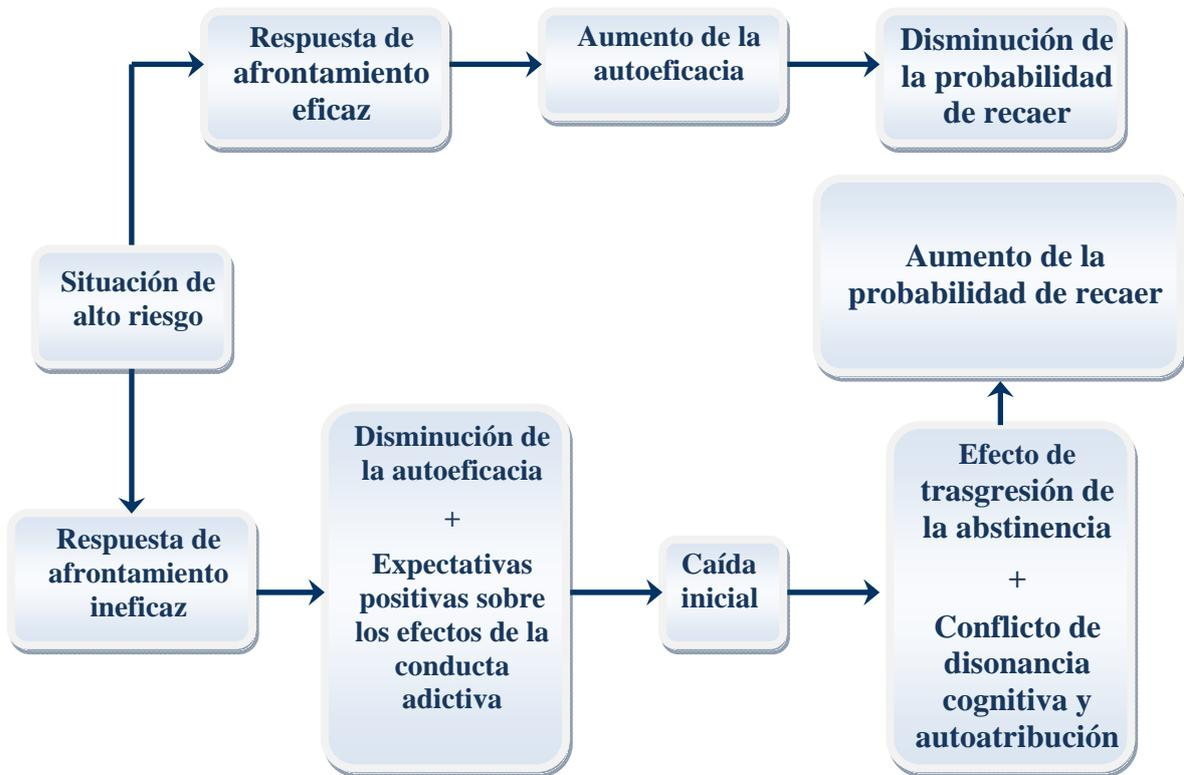 Respuesta de
afrontamiento
eficaz
Aumento de la
autoeficacia
Disminución de
la probabilidad
de recaer
Situación de
alto riesgo
Aumento de la
probabilidad de recaer
Respuesta de
afrontamiento
ineficaz
Disminución de
la autoeficacia
+
Expectativas
positivas sobre
los efectos de la
conducta
adictiva
Caída
inicial
Efecto de
trasgresión de
la abstinencia
+
Conflicto de
disonancia
cognitiva y
autoatribución